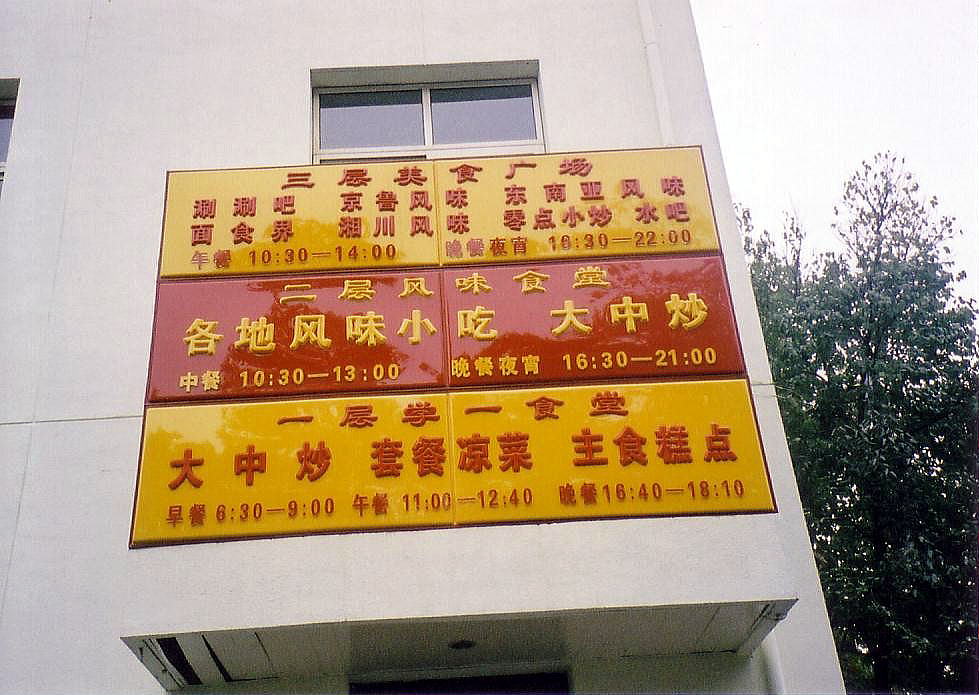 三层美食广场
涮涮吧 京鲁风味 东南亚风味
面食界 湘川风味 零点小炒 水吧
午餐 10:30—14:00 晚餐夜宵 16:30—22:00
二层风味食堂
各地风味小吃 大中炒
中餐 10:30—13:00 晚餐夜宵 16:30—21:00
一层学一食堂
大中炒 套餐凉菜 主食糕点
早餐 6:30—9:00 午餐 11:00—12:40 晚餐 16:40—18:10